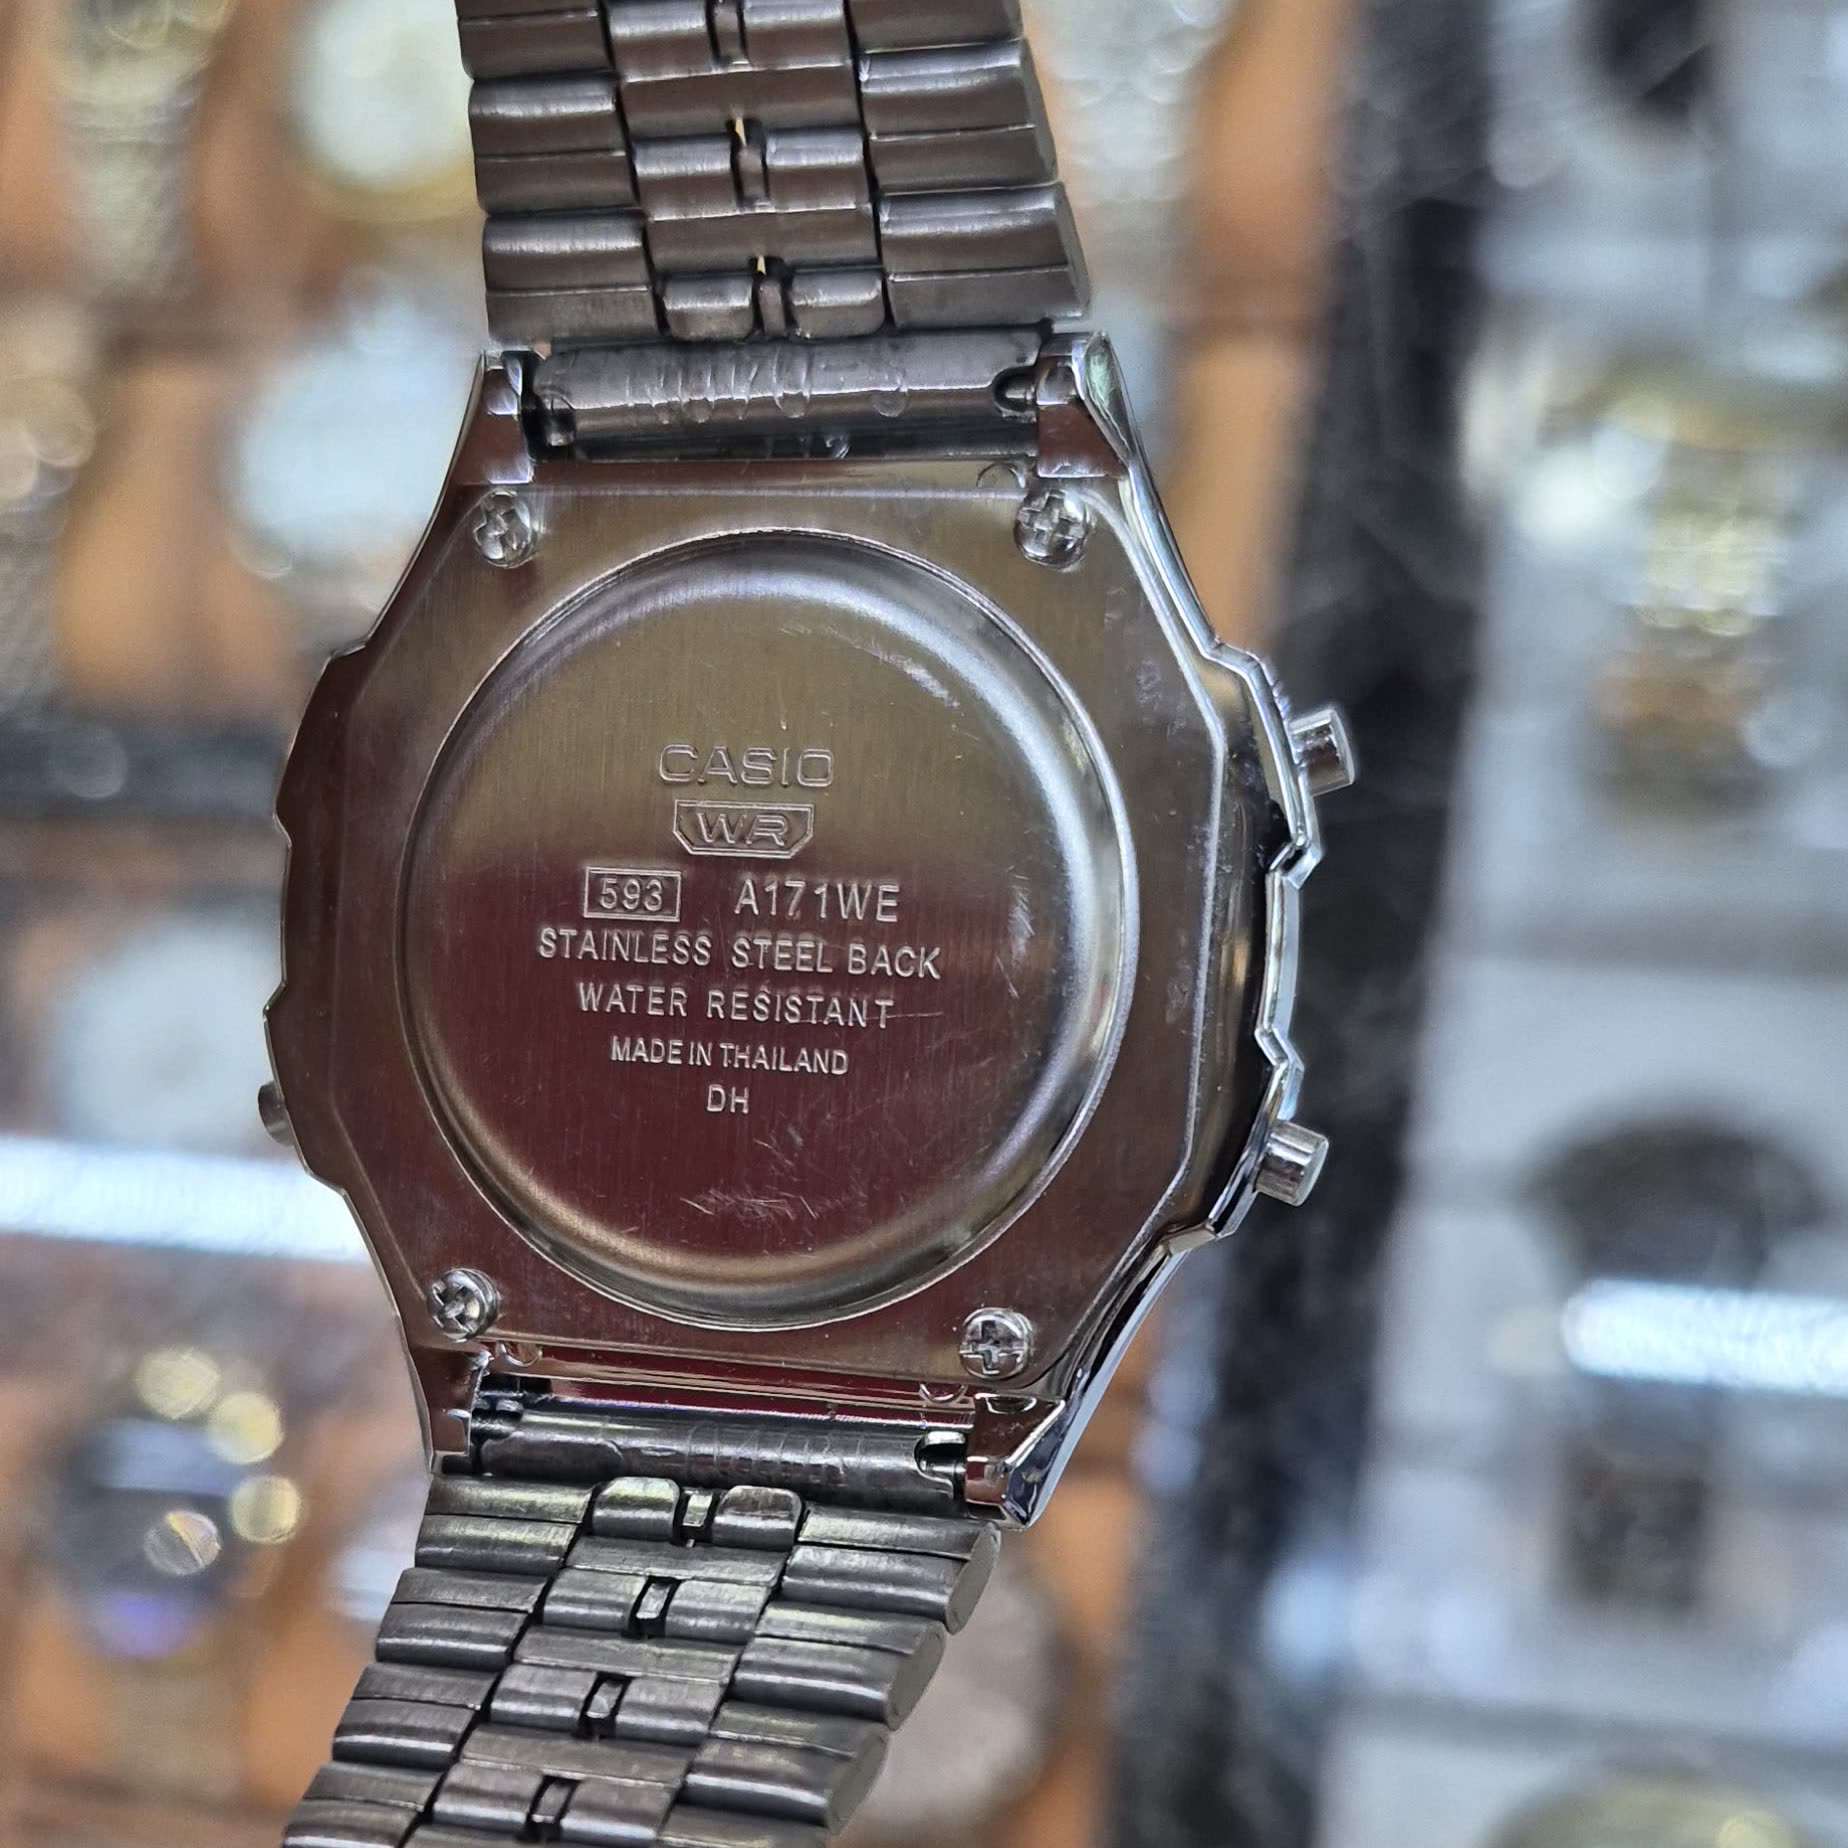 CASIO
WR
593 A171WE
STAINLESS STEEL BACK
WATER RESISTANT
MADE IN THAILAND
DH